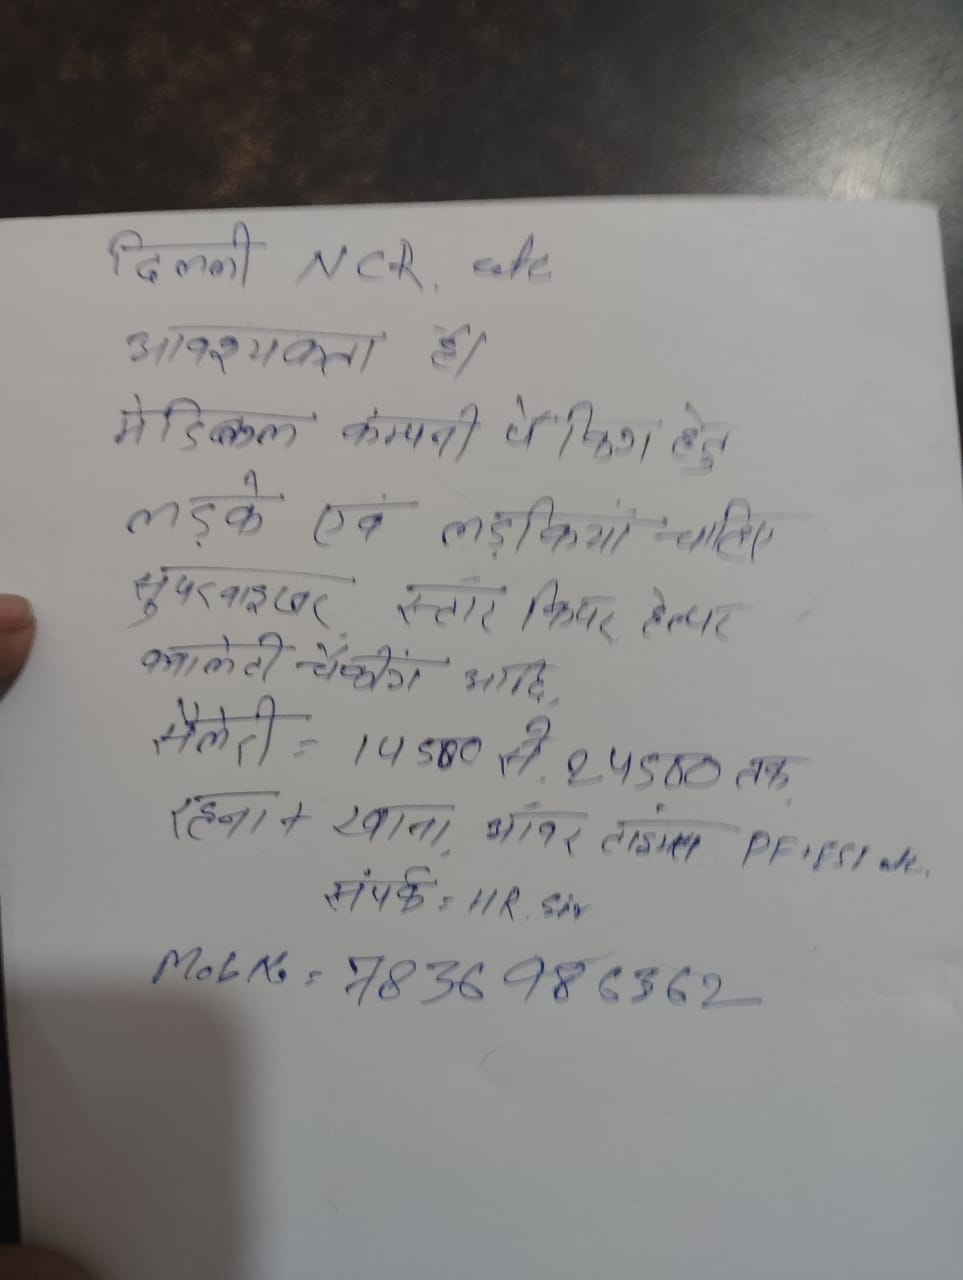 दिल्ली NCR. etc
आवश्यकता है।
मेडिकल कंम्पनी पैकिंग हेतु
लड़के एवं लड़कियां चाहिए
सुंपरवाइजर, स्टोर किपर, हेल्पर
क्वालेटी चैकींग आदि,
सैलेरी = 14500 से. 24500 तक,
रहना + खाना, ओवर टाइम PF+ESI etc.
संपर्क = HR. Sir
Mob No = 7836986362